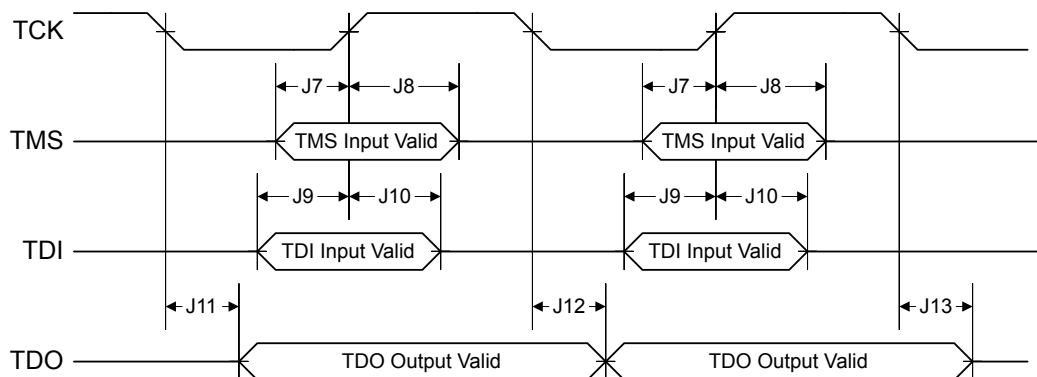 TCK
J7 J8 J7 J8
TMS TMS Input Valid TMS Input Valid
J9 J10 J9 J10
TDI TDI Input Valid TDI Input Valid
J11 J12 J13
TDO TDO Output Valid TDO Output Valid